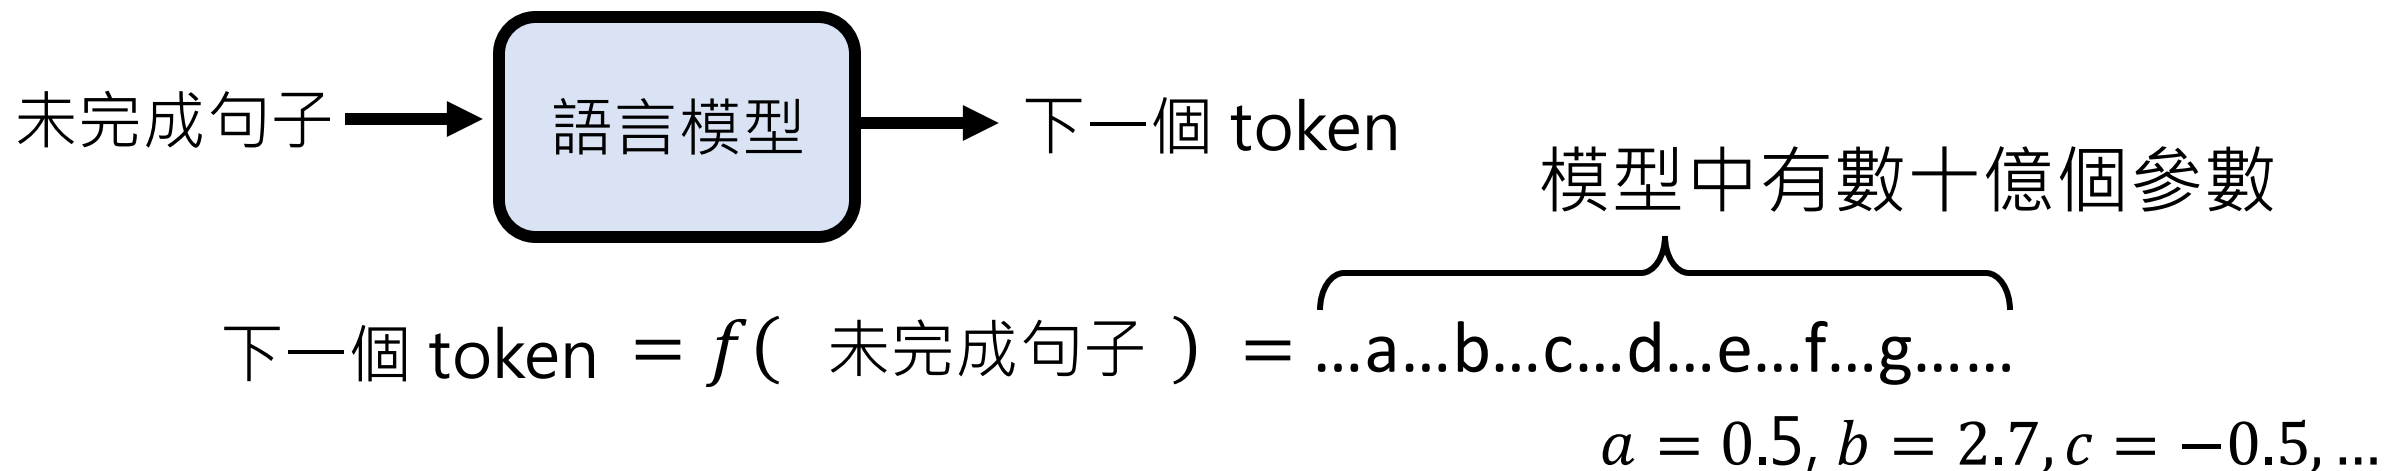 未完成句子 語言模型 下一個 token
模型中有數十億個參數
下一個 token = f( 未完成句子 ) = …a…b…c…d…e…f…g……
a = 0.5, b = 2.7, c = −0.5, …